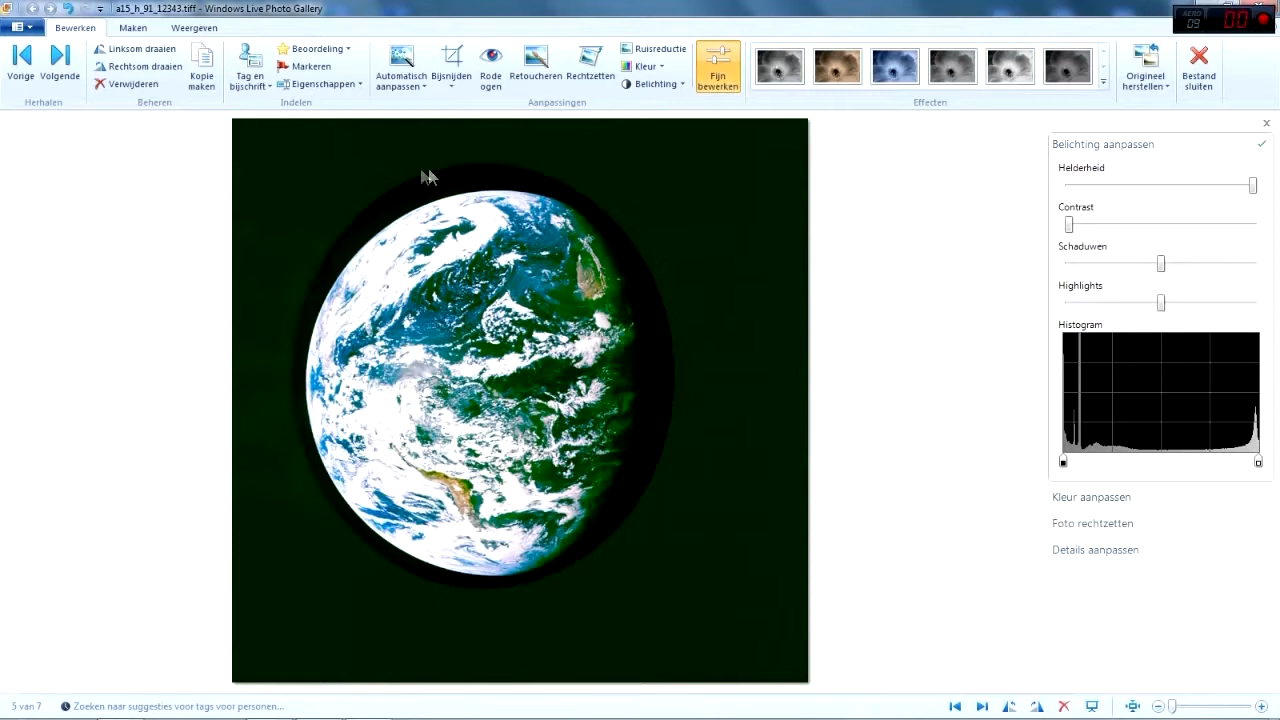 a15_h_91_12343.tiff - Windows Live Photo Gallery
Bewerken Maken Weergeven
Vorige Volgende
Herhalen
Linksom draaien
Rechtsom draaien
Verwijderen
Kopie maken
Beheren
Tag en bijschrift
Beoordeling
Markeren
Eigenschappen
Indelen
Automatisch aanpassen
Bijsnijden
Rode ogen
Retoucheren
Rechtzetten
Ruisreductie
Kleur
Belichting
Aanpassingen
Fijn bewerken
Effecten
Origineel herstellen
Bestand sluiten
AERO
09
00
Belichting aanpassen
Helderheid
Contrast
Schaduwen
Highlights
Histogram
Kleur aanpassen
Foto rechtzetten
Details aanpassen
5 van 7
Zoeken naar suggesties voor tags voor personen...